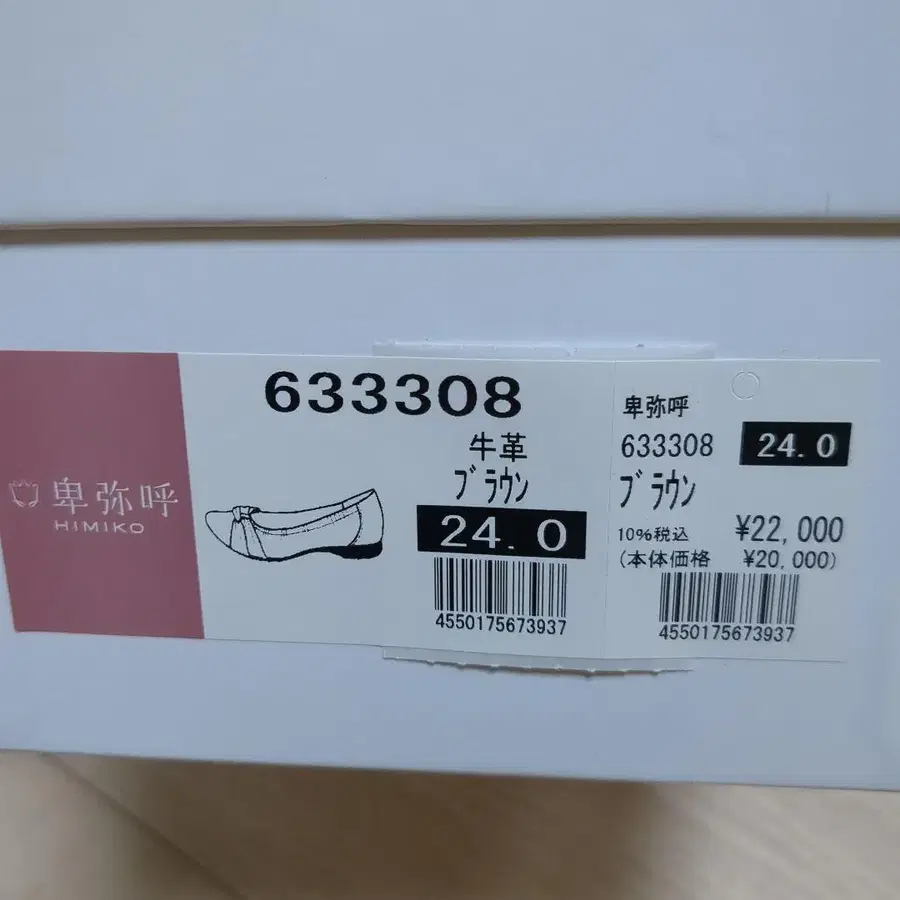 卑弥呼
HIMIKO
633308
牛革
ブラウン
24.0
4550175673937
卑弥呼
633308 24.0
ブラウン
10%税込 ¥22,000
(本体価格 ¥20,000)
4550175673937